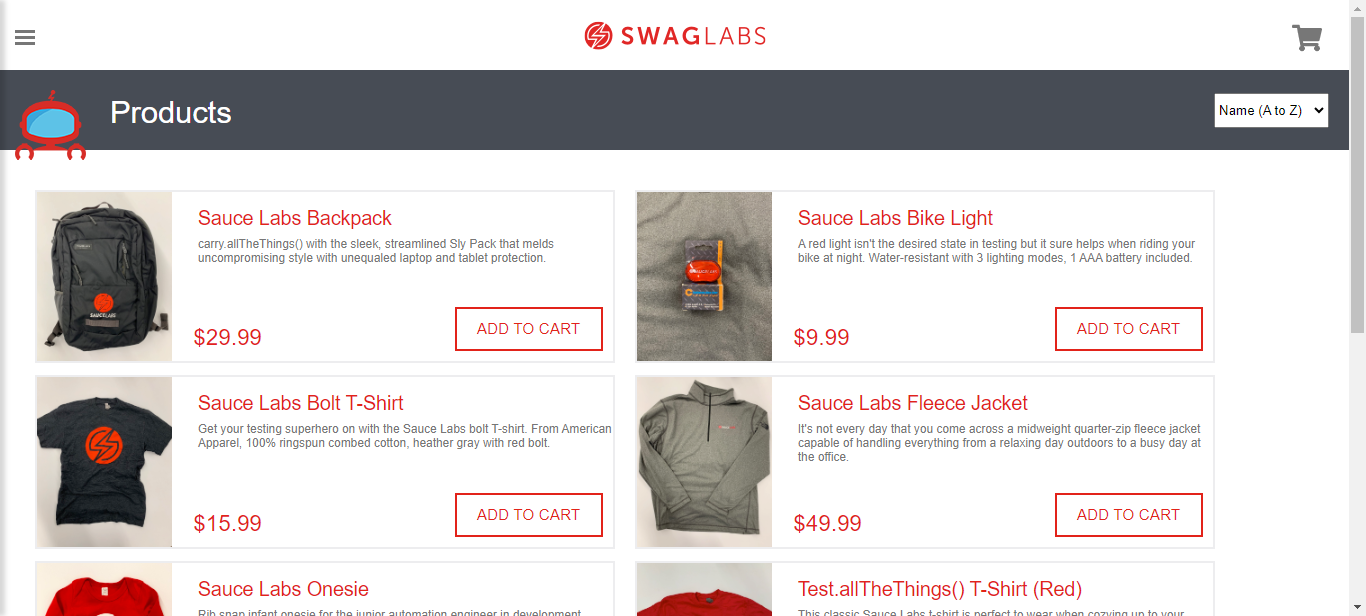 SWAGLABS
Products
Name (A to Z)
Sauce Labs Backpack
carry.allTheThings() with the sleek, streamlined Sly Pack that melds
uncompromising style with unequaled laptop and tablet protection.
$29.99
ADD TO CART
SAUCELABS
Sauce Labs Bike Light
A red light isn't the desired state in testing but it sure helps when riding your
bike at night. Water-resistant with 3 lighting modes, 1 AAA battery included.
$9.99
ADD TO CART
Sauce Labs Bolt T-Shirt
Get your testing superhero on with the Sauce Labs bolt T-shirt. From American
Apparel, 100% ringspun combed cotton, heather gray with red bolt.
$15.99
ADD TO CART
Sauce Labs Fleece Jacket
It's not every day that you come across a midweight quarter-zip fleece jacket
capable of handling everything from a relaxing day outdoors to a busy day at
the office.
$49.99
ADD TO CART
Sauce Labs Onesie
Rib snap infant onesie for the junior automation engineer in development.
Test.allTheThings() T-Shirt (Red)
This classic Sauce Labs t-shirt is perfect to wear when cozying up to your